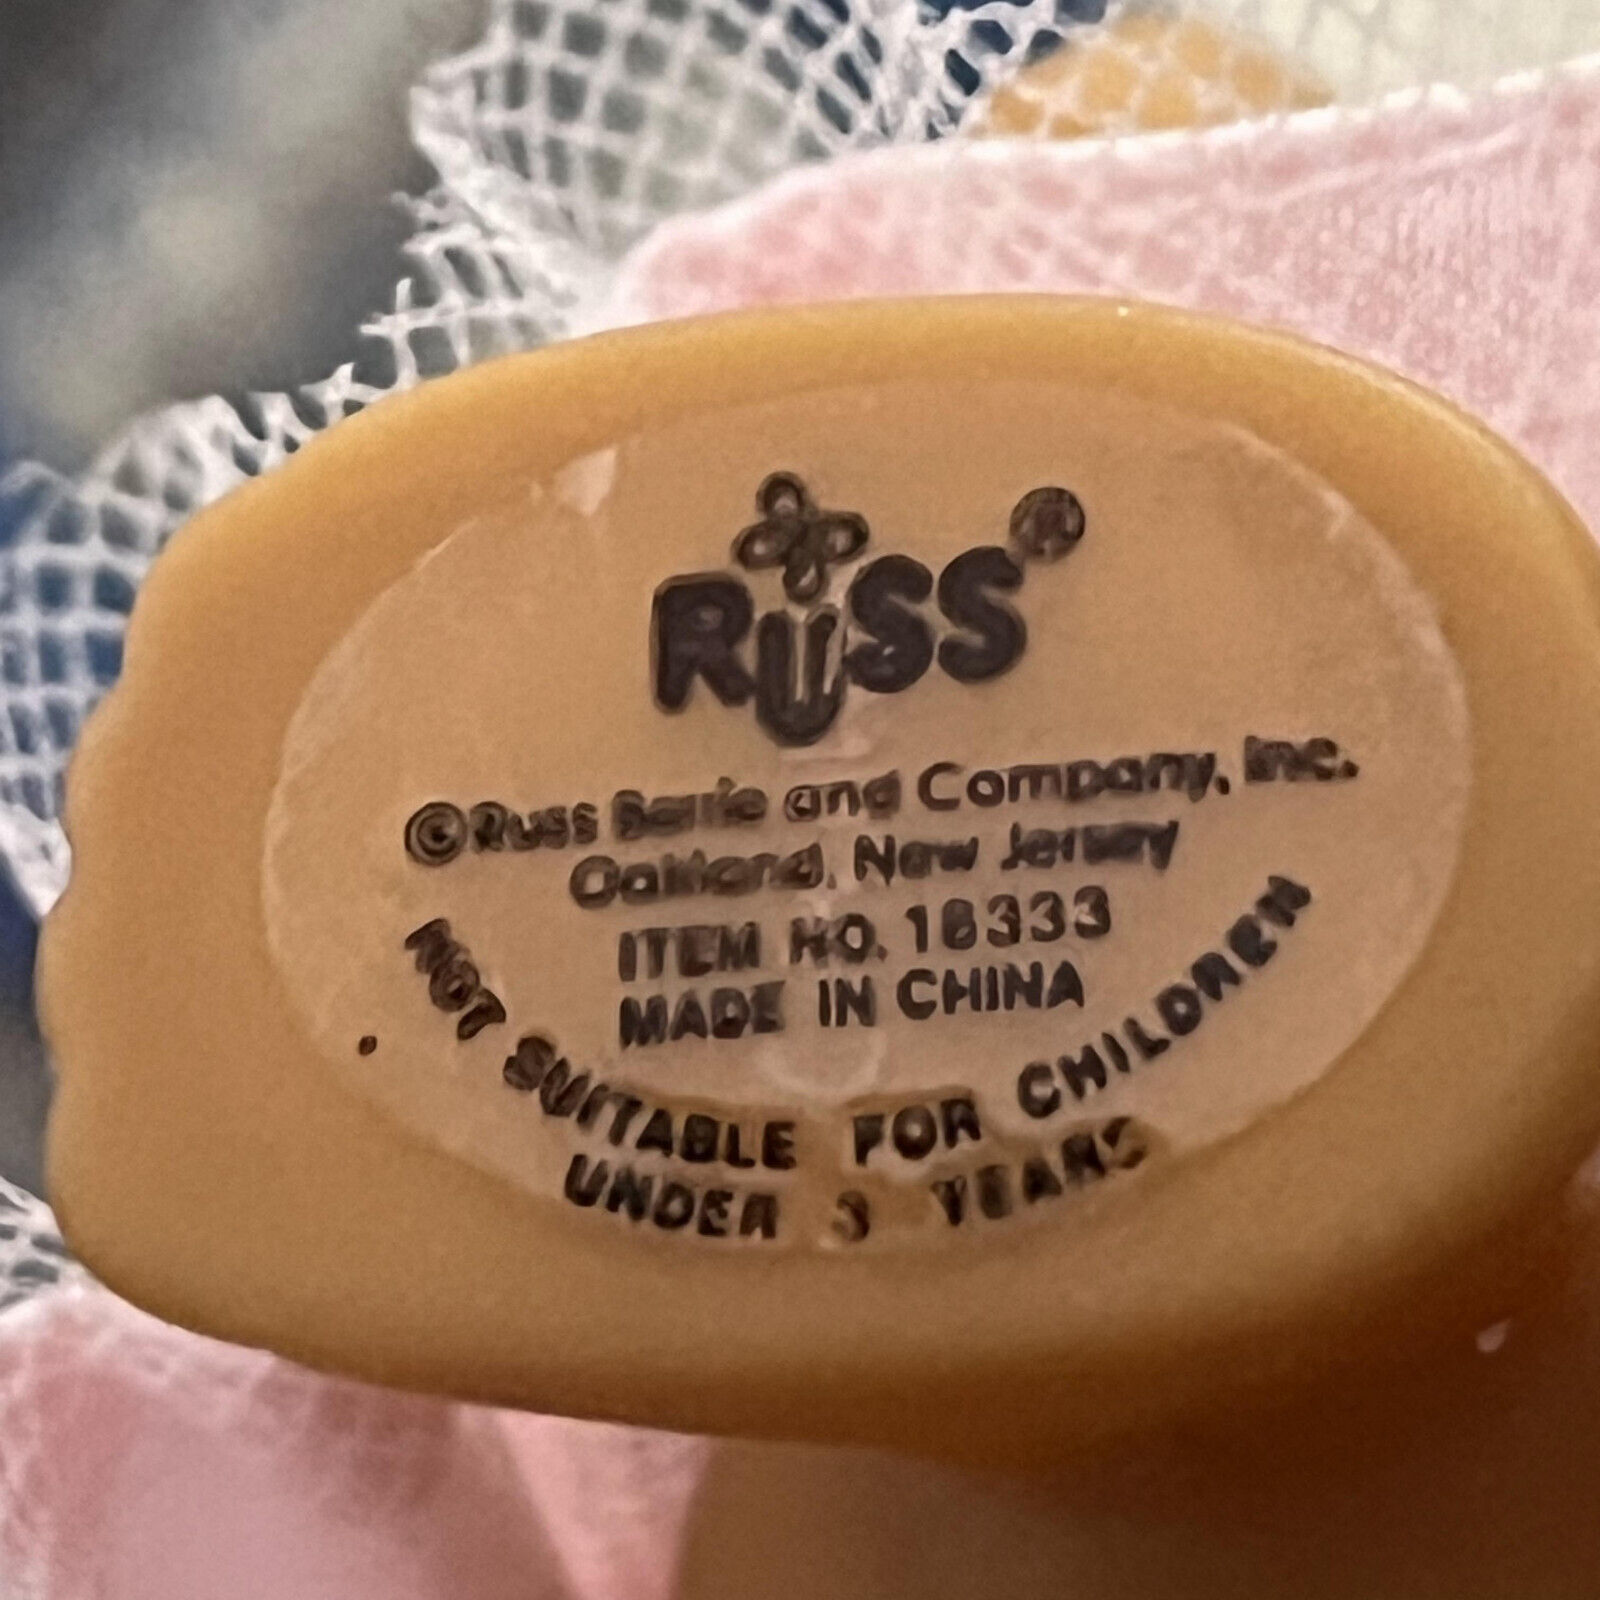 RUSS®
©Russ Berrie and Company, Inc.
Oakland, New Jersey
ITEM NO. 18333
MADE IN CHINA
NOT SUITABLE FOR CHILDREN
UNDER 3 YEARS